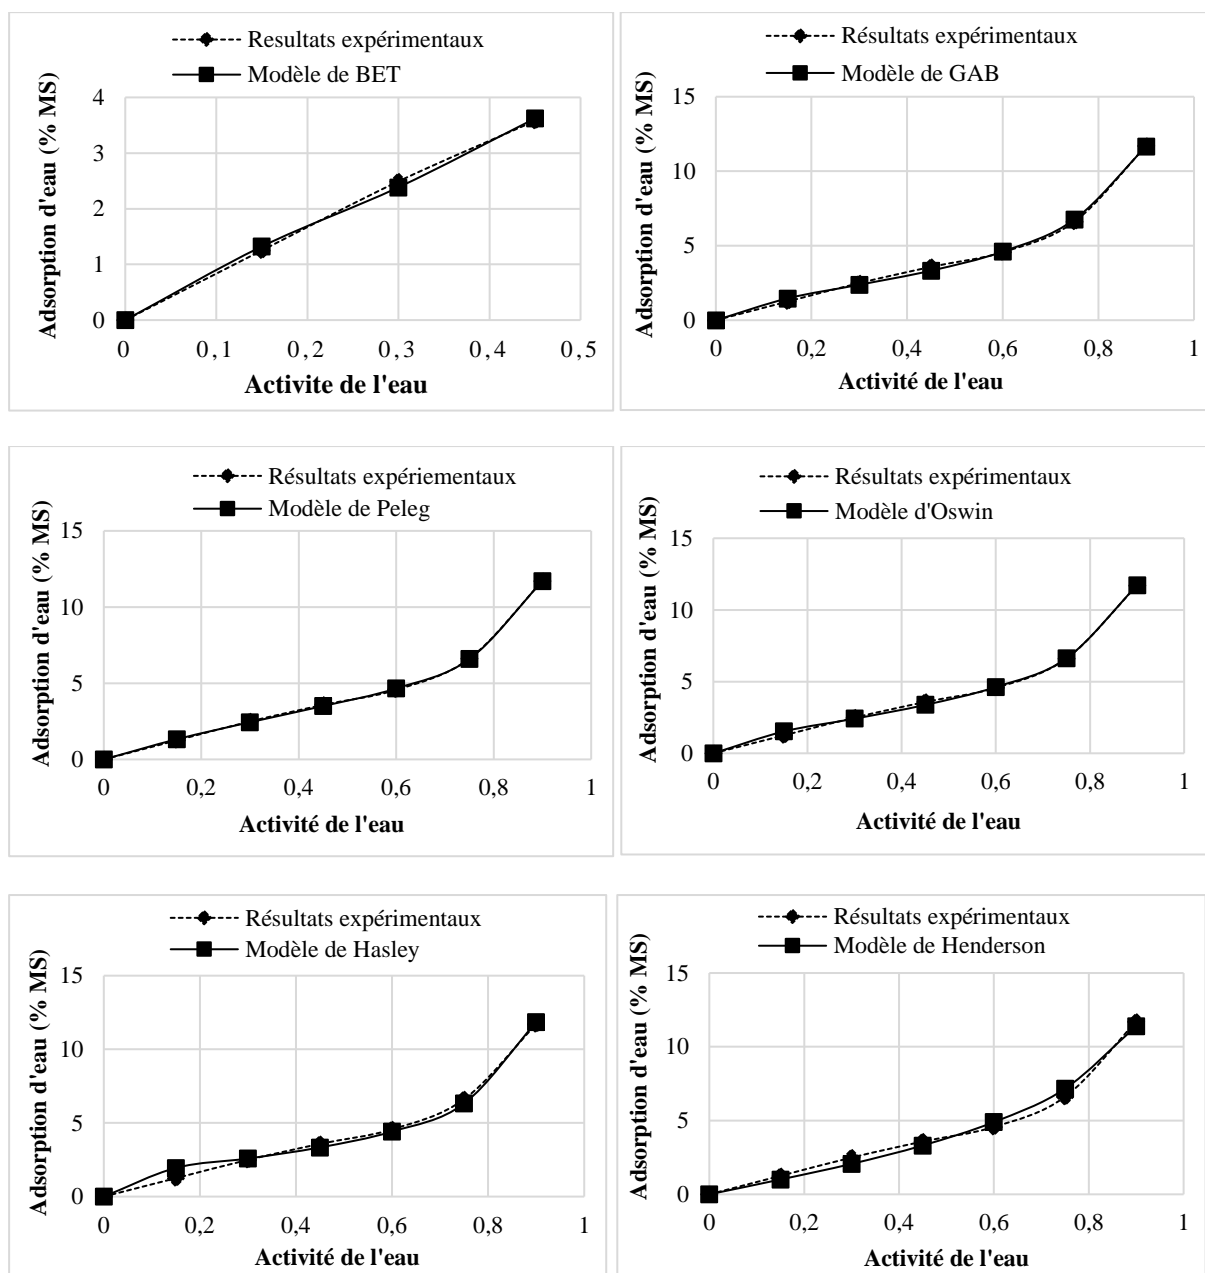 Resultats expérimentaux
Modèle de BET
4
3
2
1
0
0 0,1 0,2 0,3 0,4 0,5
Adsorption d'eau (% MS)
Activite de l'eau
Résultats expérimentaux
Modèle de GAB
15
10
5
0
0 0,2 0,4 0,6 0,8 1
Adsorption d'eau (% MS)
Activité de l'eau
Résultats expériementaux
Modèle de Peleg
15
10
5
0
0 0,2 0,4 0,6 0,8 1
Adsorption d'eau (% MS)
Activité de l'eau
Résultats expérimentaux
Modèle d'Oswin
15
10
5
0
0 0,2 0,4 0,6 0,8 1
Adsorption d'eau (% MS)
Activité de l'eau
Résultats expérimentaux
Modèle de Hasley
15
10
5
0
0 0,2 0,4 0,6 0,8 1
Adsorption d'eau (% MS)
Activité de l'eau
Résultats expérimentaux
Modèle de Henderson
15
10
5
0
0 0,2 0,4 0,6 0,8 1
Adsorption d'eau (% MS)
Activité de l'eau